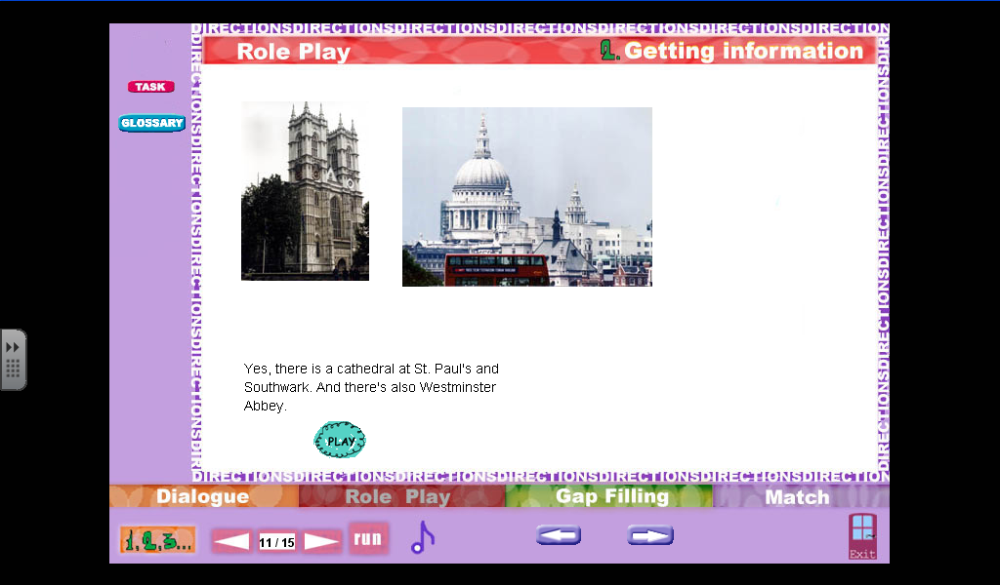 DIRECTIONSDIRECTIONSDIRECTIONSDIRECTIONSDIRECTIONSDIRECTIONSDIRECTION
Role Play
2. Getting information
TASK
GLOSSARY
Yes, there is a cathedral at St. Paul's and
Southwark. And there's also Westminster
Abbey.
PLAY
DIRECTIONSDIRECTIONSDIRECTIONSDIRECTIONSDIRECTIONSDIRECTIONSDIRECTION
Dialogue
Role Play
Gap Filling
Match
1,2,3...
11 / 15
run
Exit